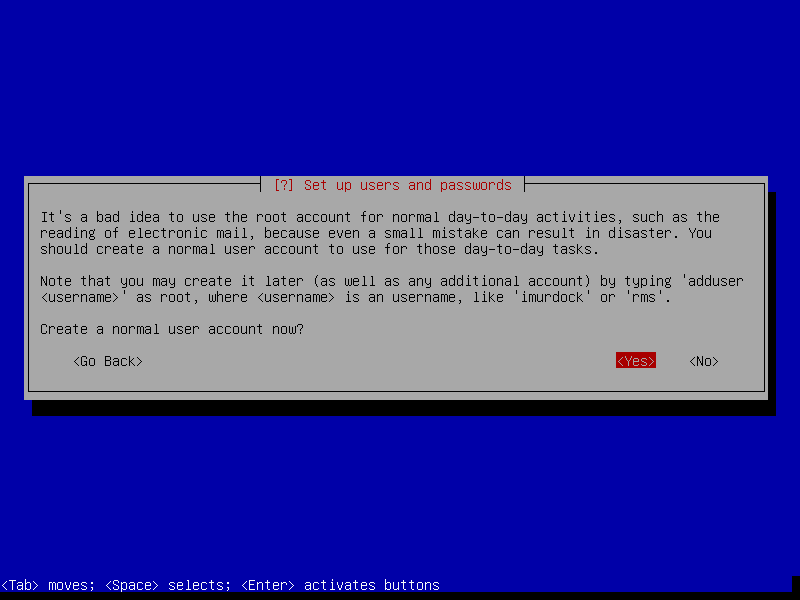 [?] Set up users and passwords
It's a bad idea to use the root account for normal day-to-day activities, such as the
reading of electronic mail, because even a small mistake can result in disaster. You
should create a normal user account to use for those day-to-day tasks.
Note that you may create it later (as well as any additional account) by typing 'adduser
<username>' as root, where <username> is an username, like 'imurdock' or 'rms'.
Create a normal user account now?
<Go Back> <Yes> <No>
<Tab> moves; <Space> selects; <Enter> activates buttons